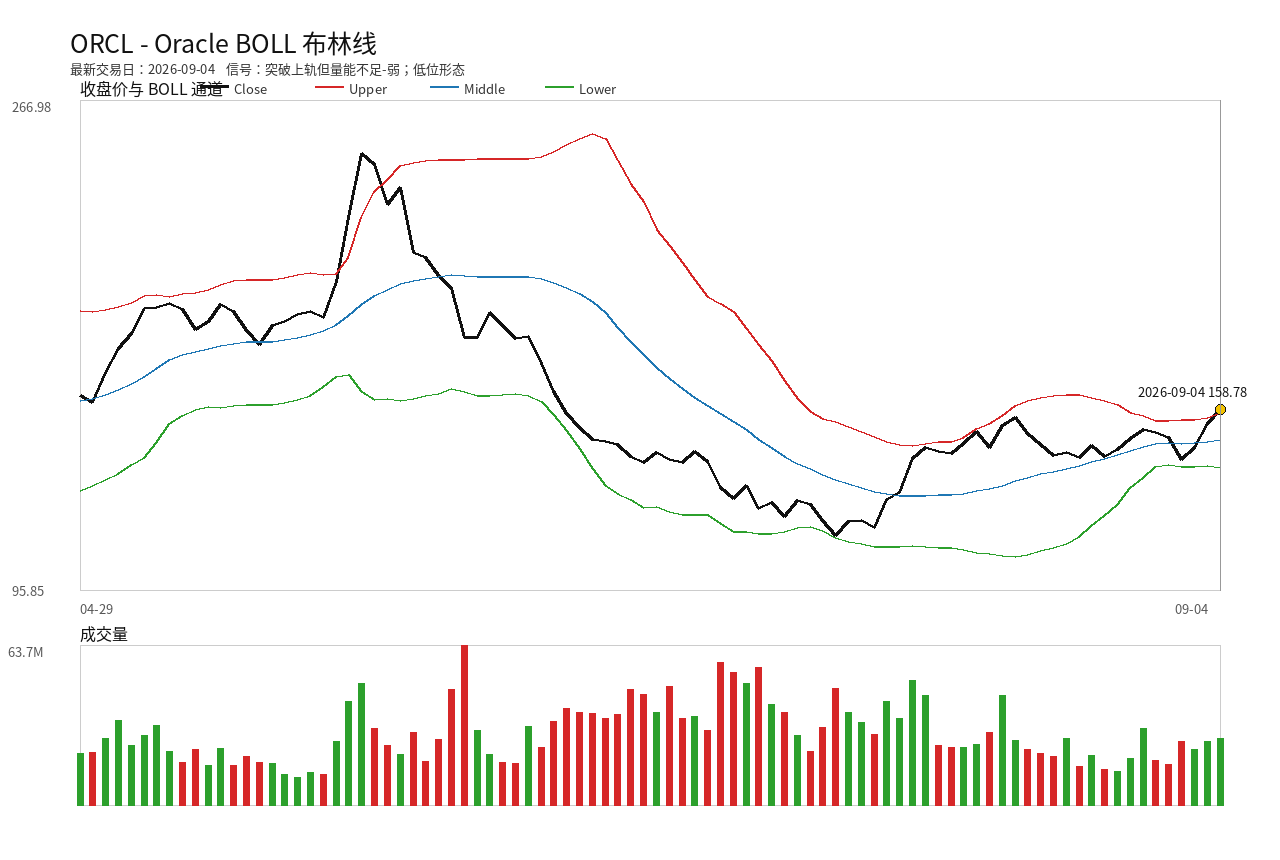 ORCL - Oracle BOLL 布林线
最新交易日：2026-09-04 信号：突破上轨但量能不足-弱；低位形态
收盘价与 BOLL 通道 Close Upper Middle Lower
266.98
2026-09-04 158.78
95.85
04-29 09-04
成交量
63.7M